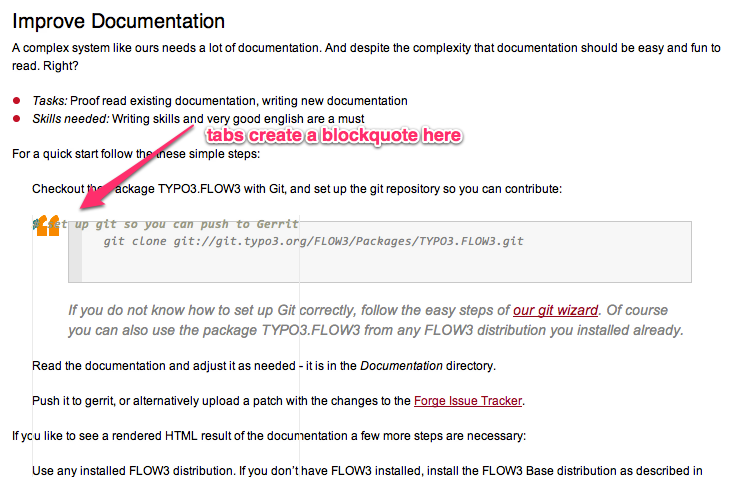 Improve Documentation
A complex system like ours needs a lot of documentation. And despite the complexity that documentation should be easy and fun to
read. Right?
Tasks: Proof read existing documentation, writing new documentation
Skills needed: Writing skills and very good english are a must
tabs create a blockquote here
For a quick start follow the these simple steps:
Checkout the package TYPO3.FLOW3 with Git, and set up the git repository so you can contribute:
# set up git so you can push to Gerrit
git clone git://git.typo3.org/FLOW3/Packages/TYPO3.FLOW3.git
If you do not know how to set up Git correctly, follow the easy steps of our git wizard. Of course
you can also use the package TYPO3.FLOW3 from any FLOW3 distribution you installed already.
Read the documentation and adjust it as needed - it is in the Documentation directory.
Push it to gerrit, or alternatively upload a patch with the changes to the Forge Issue Tracker.
If you like to see a rendered HTML result of the documentation a few more steps are necessary:
Use any installed FLOW3 distribution. If you don't have FLOW3 installed, install the FLOW3 Base distribution as described in